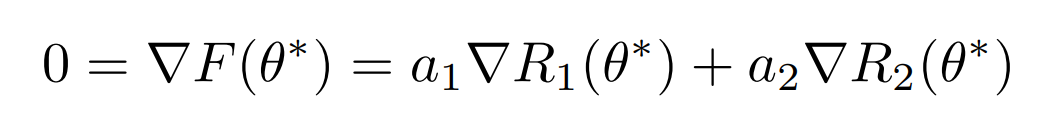 0 = ∇F(θ*) = a₁∇R₁(θ*) + a₂∇R₂(θ*)